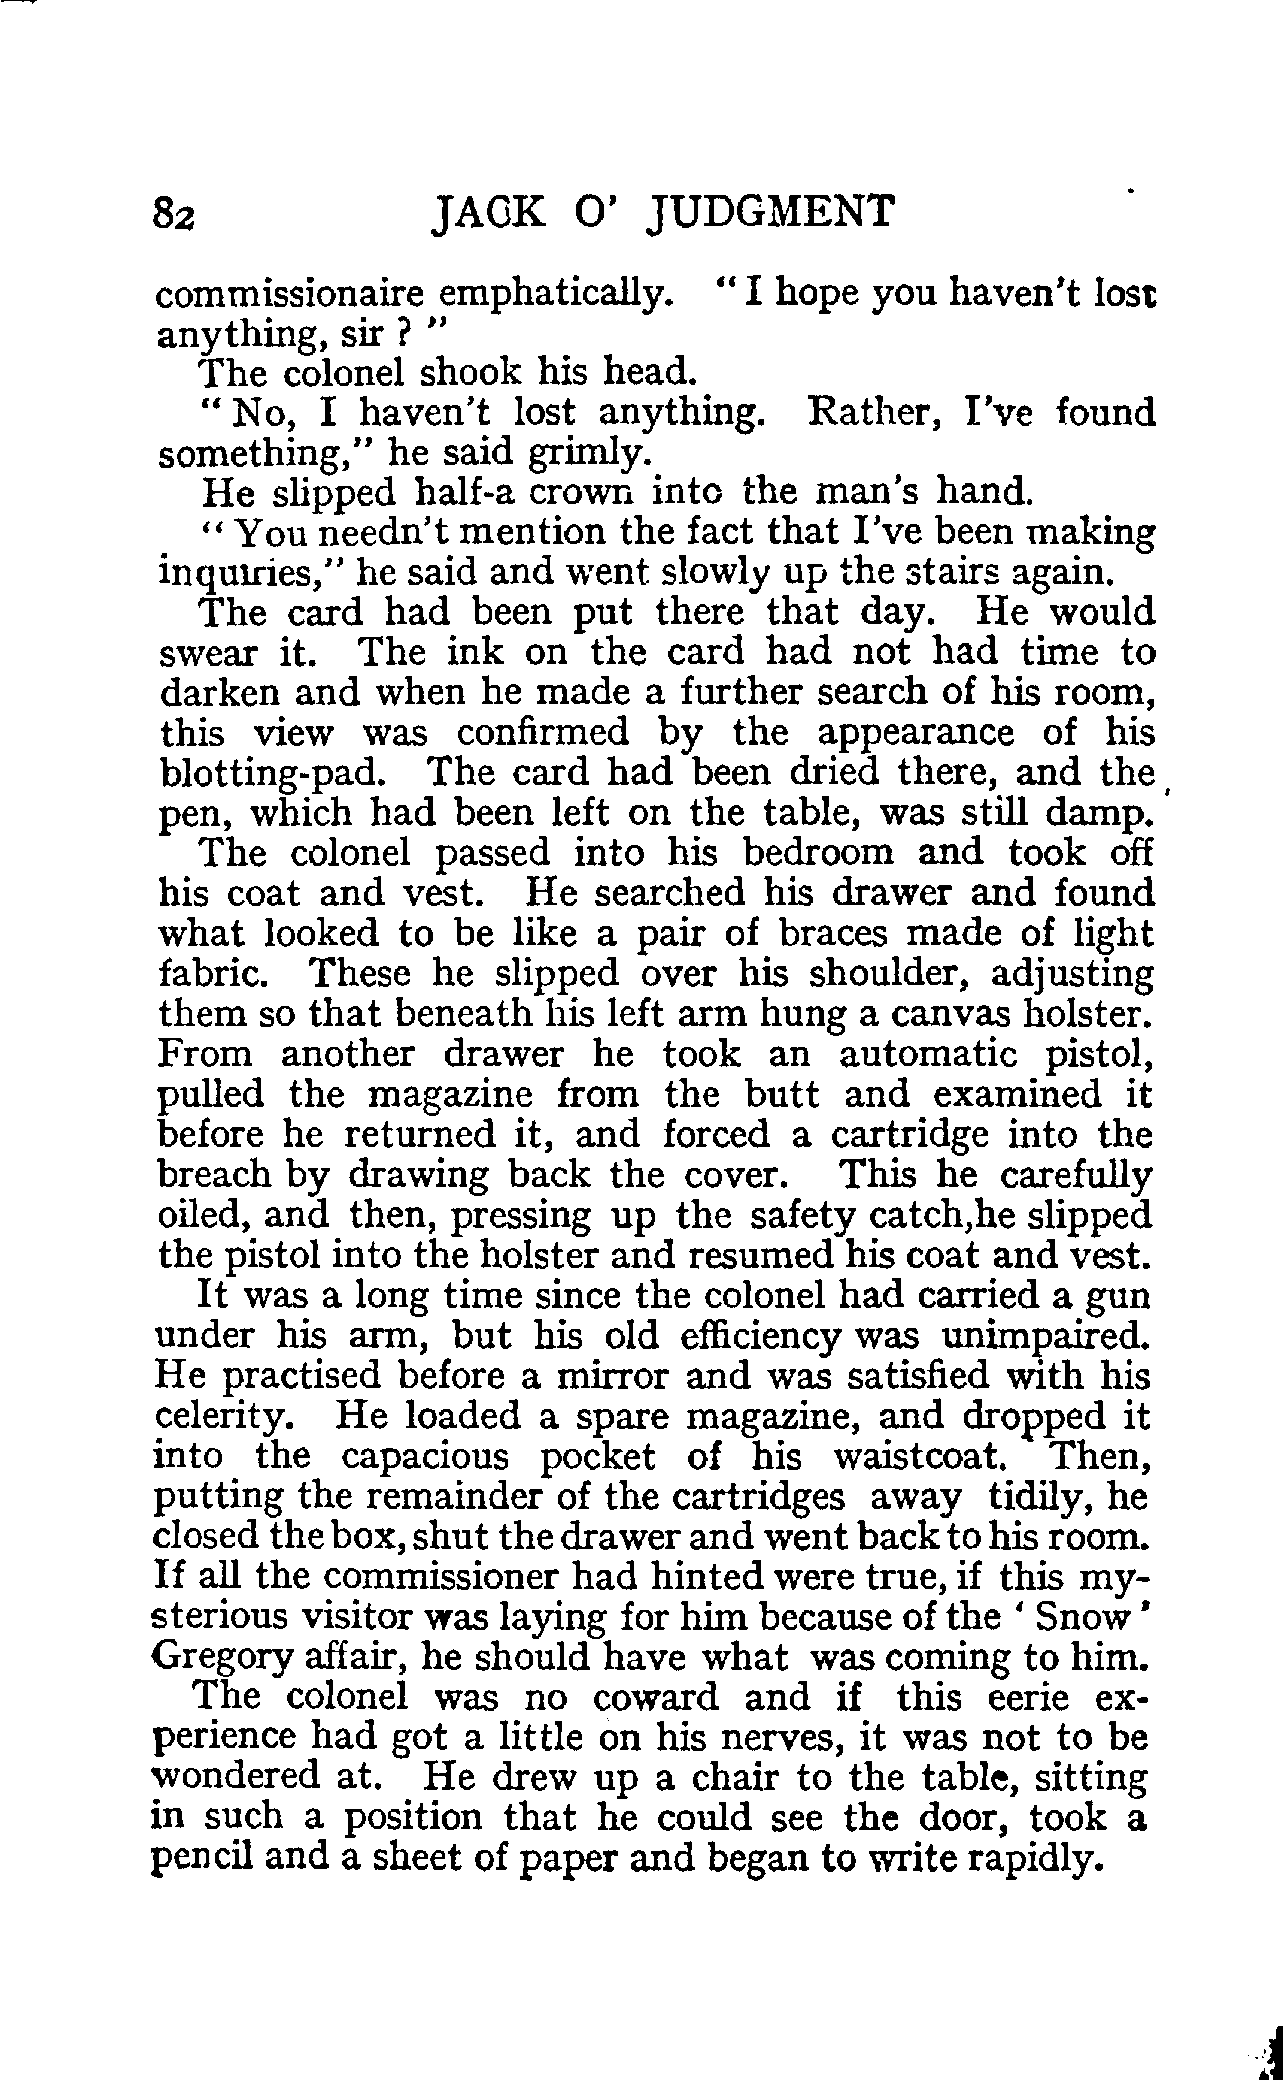 82 JACK O' JUDGMENT
commissionaire emphatically. " I hope you haven't lost
anything, sir ? "
The colonel shook his head.
" No, I haven't lost anything. Rather, I've found
something," he said grimly.
He slipped half-a crown into the man's hand.
" You needn't mention the fact that I've been making
inquiries," he said and went slowly up the stairs again.
The card had been put there that day. He would
swear it. The ink on the card had not had time to
darken and when he made a further search of his room,
this view was confirmed by the appearance of his
blotting-pad. The card had been dried there, and the
pen, which had been left on the table, was still damp.
The colonel passed into his bedroom and took off
his coat and vest. He searched his drawer and found
what looked to be like a pair of braces made of light
fabric. These he slipped over his shoulder, adjusting
them so that beneath his left arm hung a canvas holster.
From another drawer he took an automatic pistol,
pulled the magazine from the butt and examined it
before he returned it, and forced a cartridge into the
breach by drawing back the cover. This he carefully
oiled, and then, pressing up the safety catch,he slipped
the pistol into the holster and resumed his coat and vest.
It was a long time since the colonel had carried a gun
under his arm, but his old efficiency was unimpaired.
He practised before a mirror and was satisfied with his
celerity. He loaded a spare magazine, and dropped it
into the capacious pocket of his waistcoat. Then,
putting the remainder of the cartridges away tidily, he
closed the box, shut the drawer and went back to his room.
If all the commissioner had hinted were true, if this my-
sterious visitor was laying for him because of the ' Snow '
Gregory affair, he should have what was coming to him.
The colonel was no coward and if this eerie ex-
perience had got a little on his nerves, it was not to be
wondered at. He drew up a chair to the table, sitting
in such a position that he could see the door, took a
pencil and a sheet of paper and began to write rapidly.